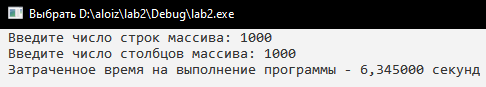 Выбрать D:\aloiz\lab2\Debug\lab2.exe
Введите число строк массива: 1000
Введите число столбцов массива: 1000
Затраченное время на выполнение программы - 6,345000 секунд